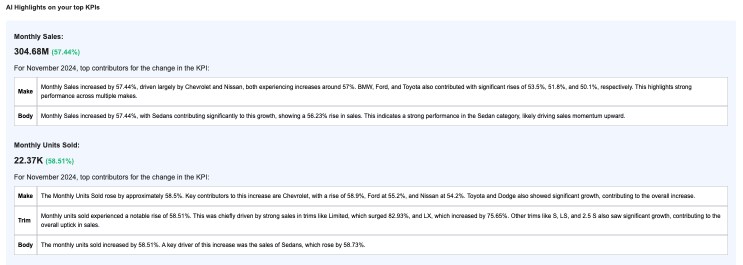 AI Highlights on your top KPIs
Monthly Sales:
304.68M (57.44%)
For November 2024, top contributors for the change in the KPI:
Make
Monthly Sales increased by 57.44%, driven largely by Chevrolet and Nissan, both experiencing increases around 57%. BMW, Ford, and Toyota also contributed with significant rises of 53.5%, 51.8%, and 50.1%, respectively. This highlights strong
performance across multiple makes.
Body
Monthly Sales increased by 57.44%, with Sedans contributing significantly to this growth, showing a 56.23% rise in sales. This indicates a strong performance in the Sedan category, likely driving sales momentum upward.
Monthly Units Sold:
22.37K (58.51%)
For November 2024, top contributors for the change in the KPI:
Make
The Monthly Units Sold rose by approximately 58.5%. Key contributors to this increase are Chevrolet, with a rise of 58.9%, Ford at 55.2%, and Nissan at 54.2%. Toyota and Dodge also showed significant growth, contributing to the overall increase.
Trim
Monthly units sold experienced a notable rise of 58.51%. This was chiefly driven by strong sales in trims like Limited, which surged 82.93%, and LX, which increased by 75.65%. Other trims like S, LS, and 2.5 S also saw significant growth, contributing to the
overall uptick in sales.
Body
The monthly units sold increased by 58.51%. A key driver of this increase was the sales of Sedans, which rose by 58.73%.